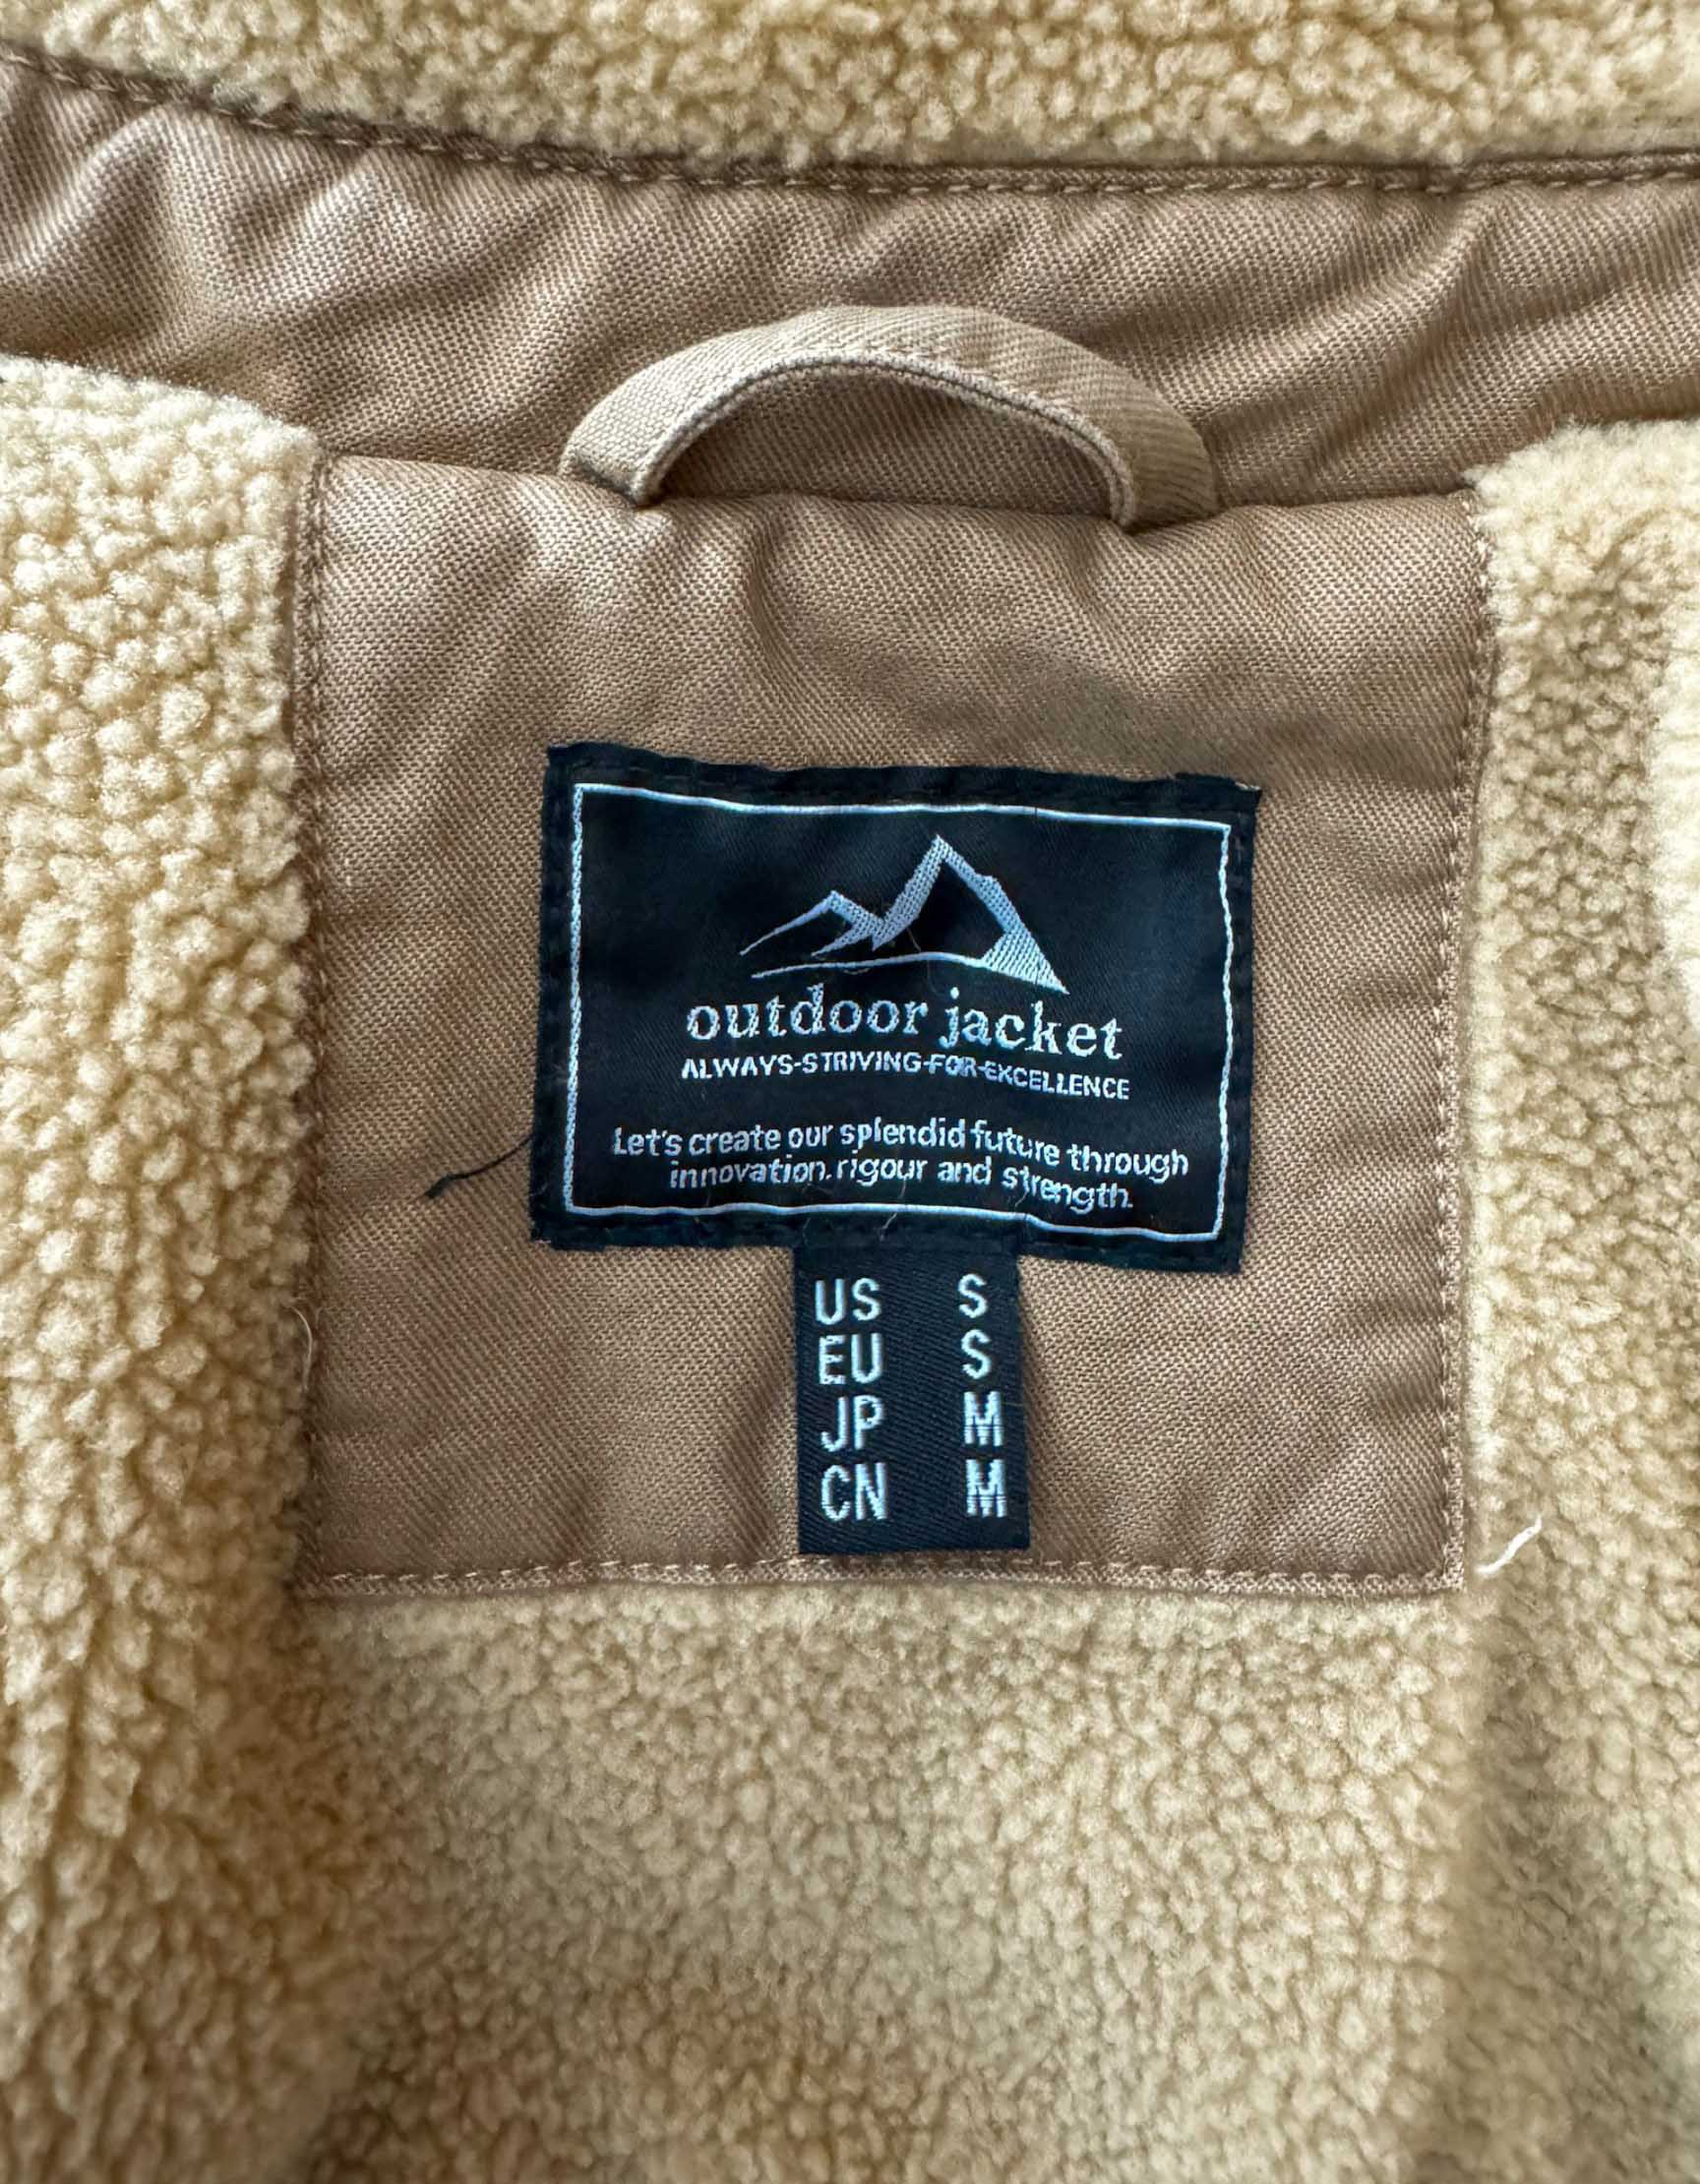 outdoor jacket
ALWAYS-STRIVING-FOR-EXCELLENCE
Let's create our splendid future through
innovation.rigour and strength.
US S
EU S
JP M
CN M